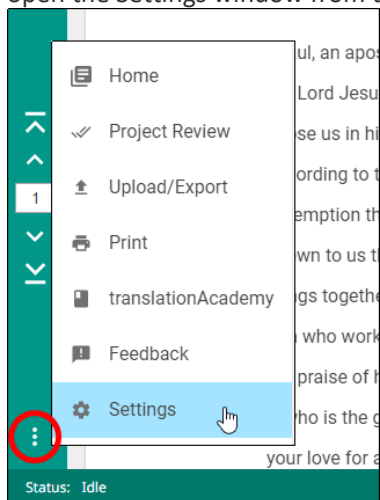 open the Settings window from
ul, an apos
Home
Lord Jesu
Project Review
ose us in hi
ording to t
Upload/Export
1
emption th
Print
wn to us t
translationAcademy
gs togethe
who work
Feedback
praise of h
Settings
ho is the g
your love for a
Status: Idle